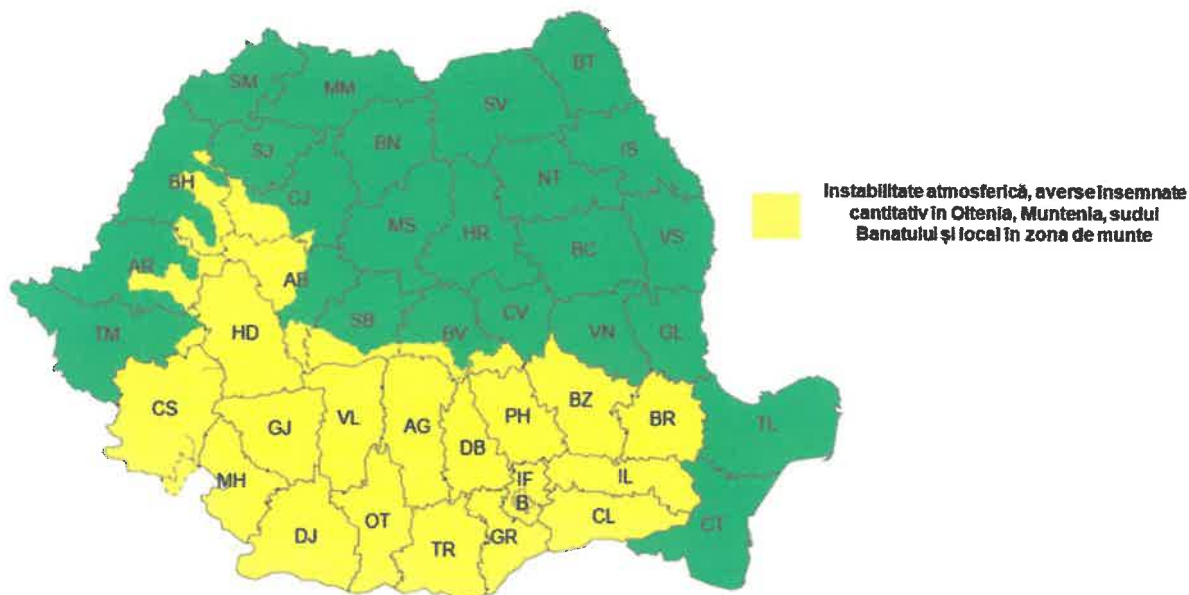 BT
SM
MM
SV
BN
SJ
IS
NT
BH
CJ
MS
HR
BC
VS
AR
AB
SB
BV
CV
VN
GL
TM
HD
CS
GJ
VL
AG
DB
PH
BZ
BR
TL
MH
IF
IL
B
CT
DJ
OT
TR
GR
CL
Instabilitate atmosferică, averse însemnate
cantitativ în Oltenia, Muntenia, sudul
Banatului și local în zona de munte